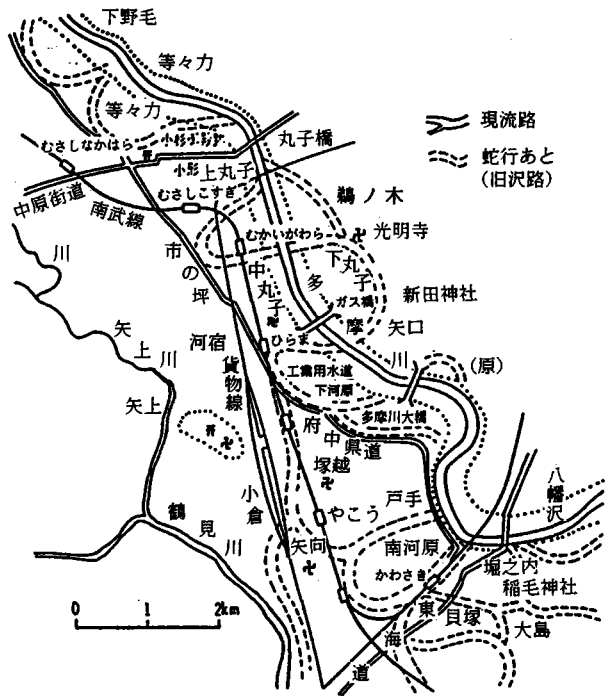 下野毛
等々力
等々力
現流路
蛇行あと
(旧沢路)
むさしなかはら
小杉
丸子橋
上丸子
中原街道
南武線
むさしこすぎ
鵜ノ木
光明寺
むかいがわら
下丸子
市の坪
中丸子
多摩川
ガス橋
新田神社
矢口
川
矢上川
矢上
河宿
貨物線
ひらま
工業用水道
下河原
(原)
多摩川大橋
府中県道
塚越
小倉
やこう
戸手
八幡沢
鶴見川
矢向
南河原
かわさき
堀之内
稲毛神社
東海道
貝塚
大島
0 1 2km